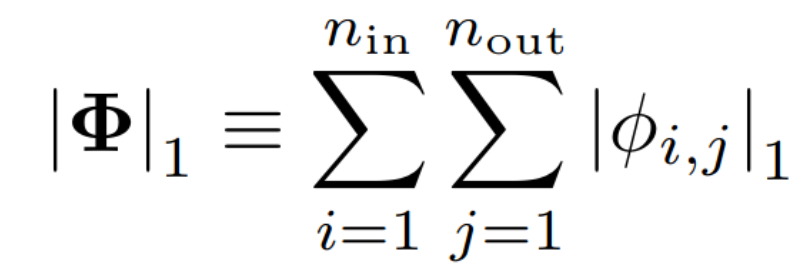 |Φ|₁ ≡ ∑_{i=1}^{n_in} ∑_{j=1}^{n_out} |ϕ_{i,j}|₁